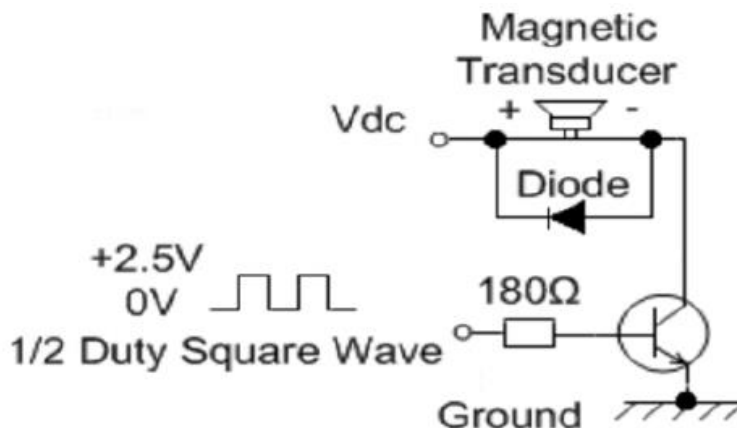 Magnetic
Transducer
+ -
Vdc
Diode
+2.5V
0V
180Ω
1/2 Duty Square Wave
Ground